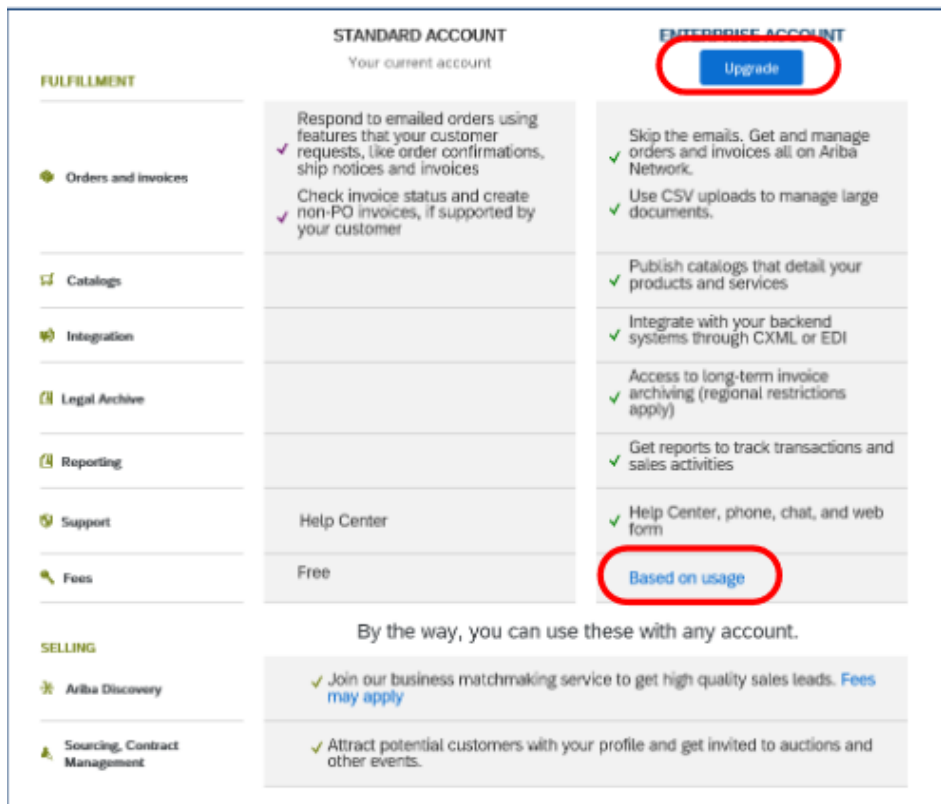 STANDARD ACCOUNT
Your current account
ENTERPRISE ACCOUNT
Upgrade
FULFILLMENT
Orders and invoices
Respond to emailed orders using
features that your customer
requests, like order confirmations,
ship notices and invoices
Check invoice status and create
non-PO invoices, if supported by
your customer
Skip the emails. Get and manage
orders and invoices all on Ariba
Network.
Use CSV uploads to manage large
documents.
Catalogs
Publish catalogs that detail your
products and services
Integration
Integrate with your backend
systems through CXML or EDI
Legal Archive
Access to long-term invoice
archiving (regional restrictions
apply)
Reporting
Get reports to track transactions and
sales activities
Support
Help Center
Help Center, phone, chat, and web
form
Fees
Free
Based on usage
By the way, you can use these with any account.
SELLING
Ariba Discovery
Join our business matchmaking service to get high quality sales leads. Fees
may apply
Sourcing, Contract
Management
Attract potential customers with your profile and get invited to auctions and
other events.